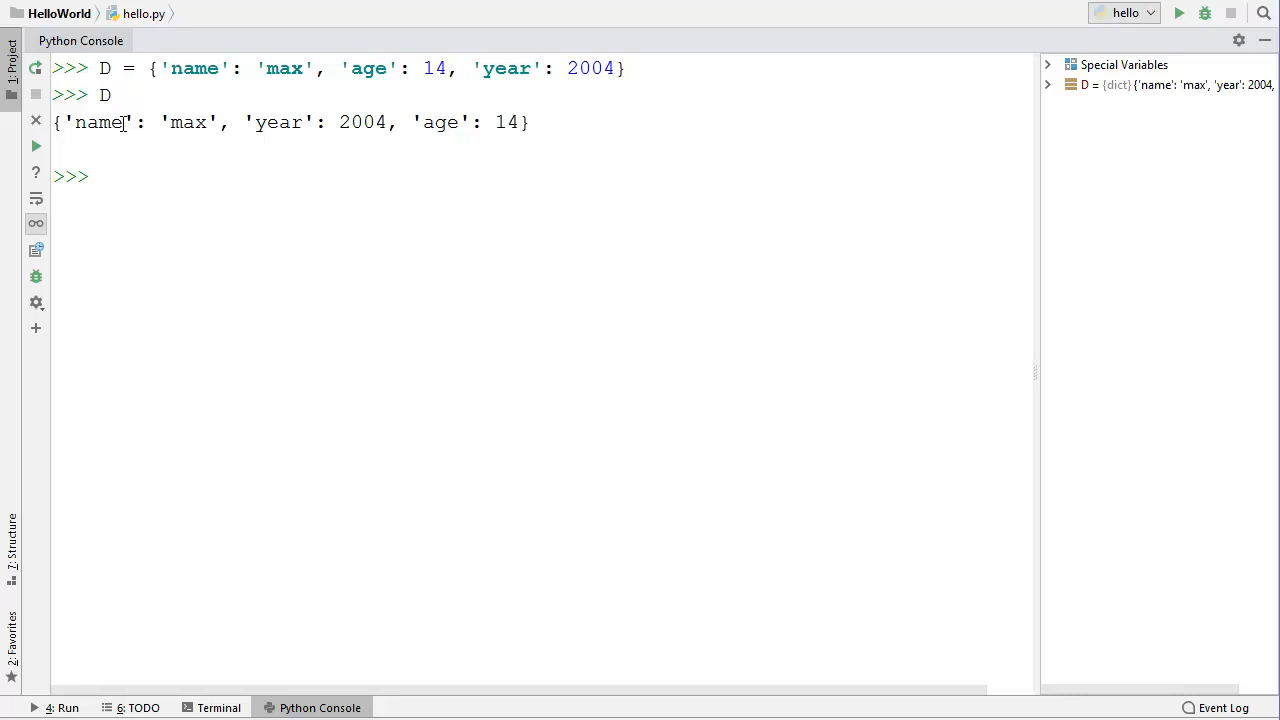 HelloWorld hello.py hello
1: Project
Python Console
>>> D = {'name': 'max', 'age': 14, 'year': 2004}
Special Variables
>>> D
D = {dict} {'name': 'max', 'year': 2004,
{'name': 'max', 'year': 2004, 'age': 14}
>>>
7: Structure
2: Favorites
4: Run 6: TODO Terminal Python Console Event Log